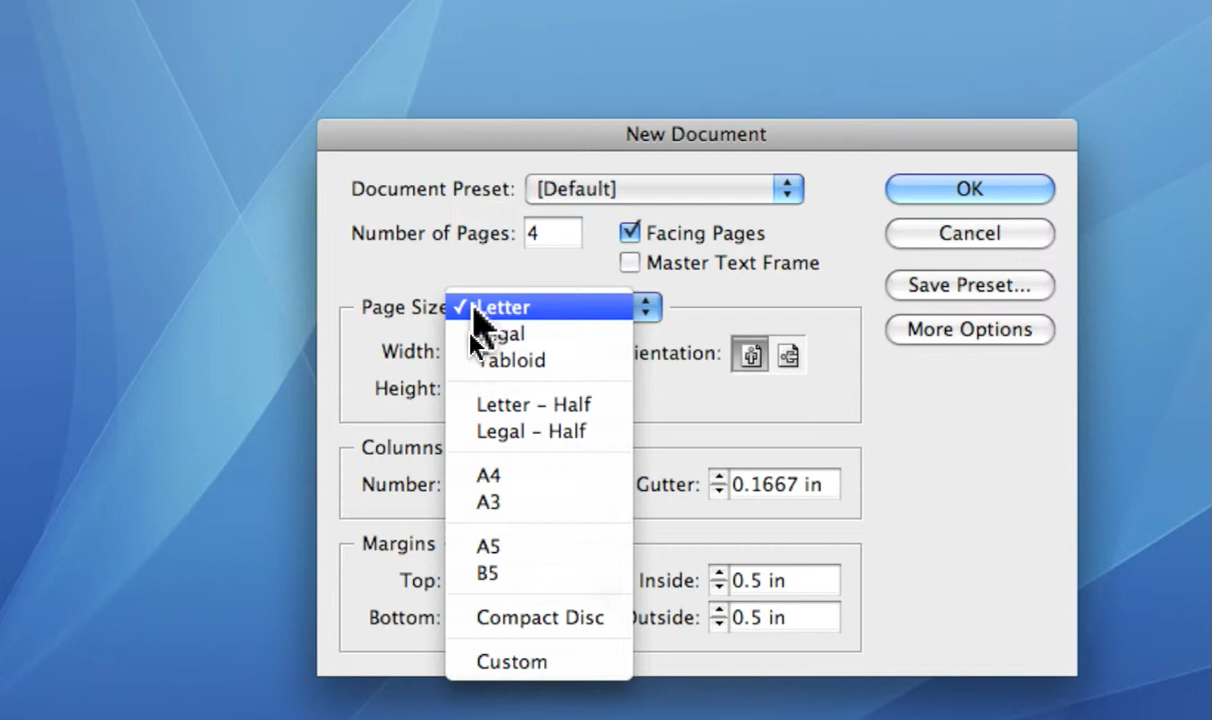 New Document
Document Preset: [Default] OK
Number of Pages: 4 Facing Pages Cancel
Master Text Frame
Save Preset...
Page Size Letter
More Options
Width: Orientation:
Tabloid
Height:
Letter – Half
Legal – Half
Columns
A4
Number: Gutter: 0.1667 in
A3
Margins
A5
B5
Top: Inside: 0.5 in
Bottom: Compact Disc Outside: 0.5 in
Custom